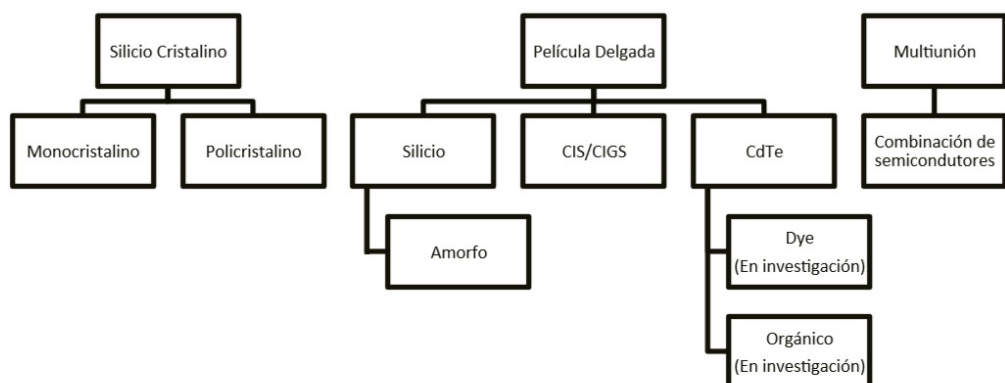 Silicio Cristalino
Película Delgada
Multiunión
Monocristalino
Policristalino
Silicio
CIS/CIGS
CdTe
Combinación de
semicondutores
Amorfo
Dye
(En investigación)
Orgánico
(En investigación)